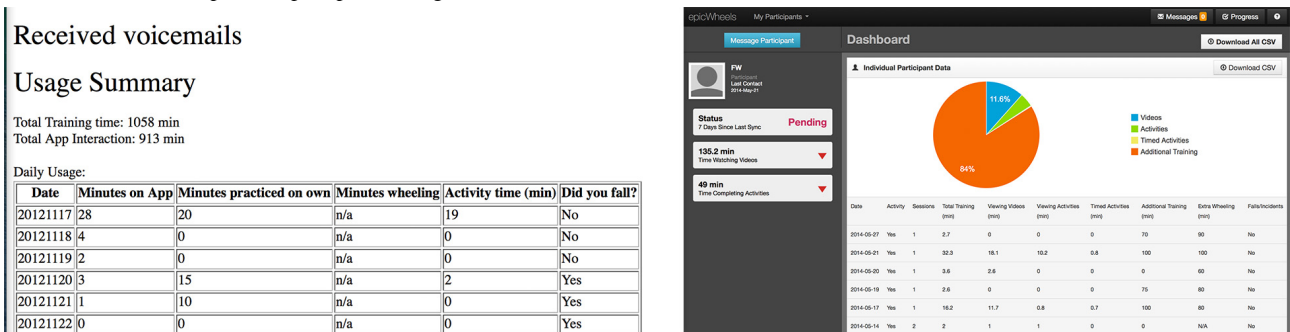 Received voicemails
Usage Summary
Total Training time: 1058 min
Total App Interaction: 913 min
Daily Usage:
Date Minutes on App Minutes practiced on own Minutes wheeling Activity time (min) Did you fall?
20121117 28 20 n/a 19 No
20121118 4 0 n/a 0 No
20121119 2 0 n/a 0 No
20121120 3 15 n/a 2 Yes
20121121 1 10 n/a 0 Yes
20121122 0 0 n/a 0 Yes
epicWheels My Participants Messages Progress
Message Participant Dashboard Download All CSV
FW
Participant
Last Contact
2014-May-21
Status
7 Days Since Last Sync
Pending
135.2 min
Time Watching Videos
49 min
Time Completing Activities
Individual Participant Data Download CSV
11.6%
84%
Videos
Activities
Timed Activities
Additional Training
Date Activity Sessions Total Training (min) Viewing Videos (min) Viewing Activities (min) Timed Activities (min) Additional Training (min) Extra Wheeling (min) Falls/Incidents
2014-05-27 Yes 1 2.7 0 0 0 70 90 No
2014-05-21 Yes 1 32.3 18.1 10.2 0.8 100 100 No
2014-05-20 Yes 1 3.6 2.6 0 0 0 60 No
2014-05-19 Yes 1 2.6 0 0 0 75 80 No
2014-05-17 Yes 1 16.2 11.7 0.8 0.7 100 80 No
2014-05-14 Yes 2 2 1 1 0 0 N/A No